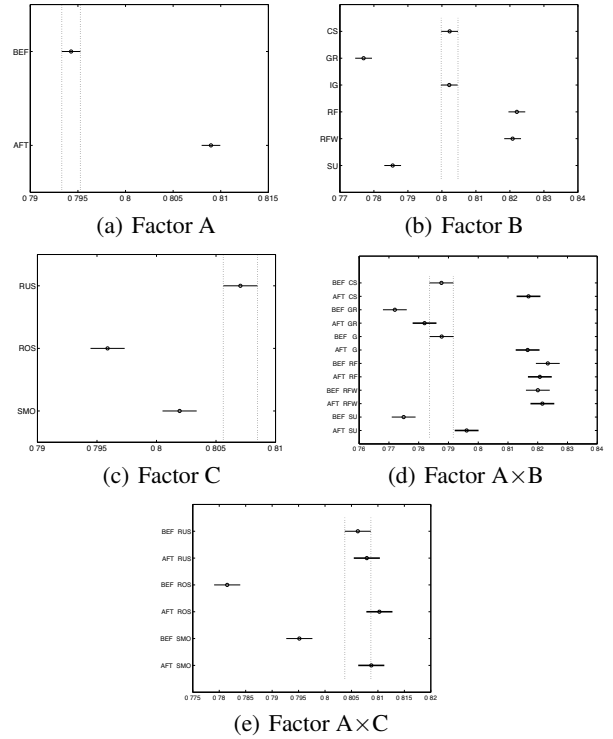 BEF
AFT
0 79 0 795 0 8 0 805 0 81 0 815
(a) Factor A
CS
GR
IG
RF
RFW
SU
0 77 0 78 0 79 0 8 0 81 0 82 0 83 0 84
(b) Factor B
RUS
ROS
SMO
0 79 0 795 0 8 0 805 0 81
(c) Factor C
BEF CS
AFT CS
BEF GR
AFT GR
BEF G
AFT G
BEF RF
AFT RF
BEF RFW
AFT RFW
BEF SU
AFT SU
0 76 0 77 0 78 0 79 0 8 0 81 0 82 0 83 0 84
(d) Factor A×B
BEF RUS
AFT RUS
BEF ROS
AFT ROS
BEF SMO
AFT SMO
0 775 0 78 0 785 0 79 0 795 0 8 0 805 0 81 0 815 0 82
(e) Factor A×C